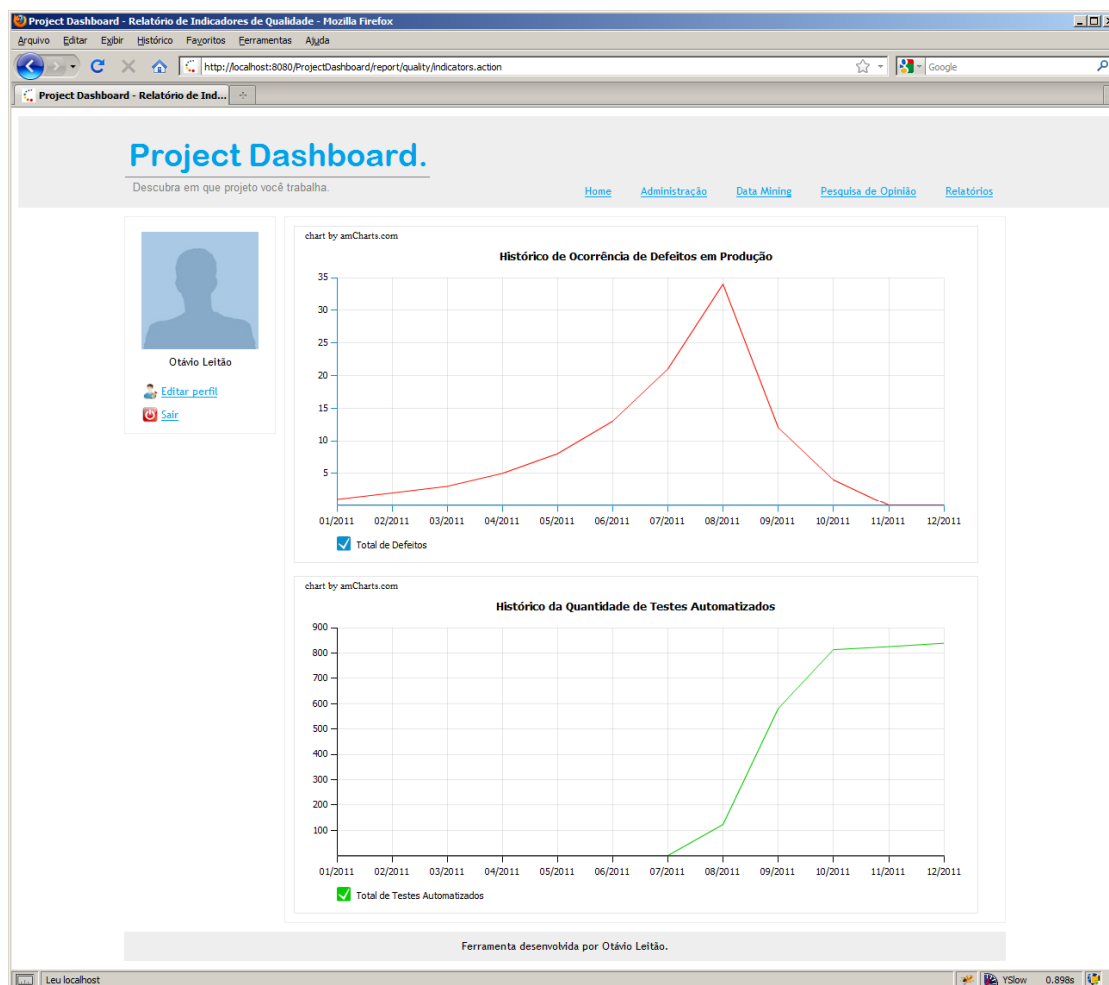 Project Dashboard - Relatório de Indicadores de Qualidade - Mozilla Firefox
Arquivo Editar Exibir Histórico Favoritos Ferramentas Ajuda
http://localhost:8080/ProjectDashboard/report/quality/indicators.action
Google
Project Dashboard - Relatório de Ind...
Project Dashboard.
Descubra em que projeto você trabalha.
Home Administração Data Mining Pesquisa de Opinião Relatórios
Otávio Leitão
Editar perfil
Sair
chart by amCharts.com
Histórico de Ocorrência de Defeitos em Produção
35
30
25
20
15
10
5
01/2011 02/2011 03/2011 04/2011 05/2011 06/2011 07/2011 08/2011 09/2011 10/2011 11/2011 12/2011
Total de Defeitos
chart by amCharts.com
Histórico da Quantidade de Testes Automatizados
900
800
700
600
500
400
300
200
100
01/2011 02/2011 03/2011 04/2011 05/2011 06/2011 07/2011 08/2011 09/2011 10/2011 11/2011 12/2011
Total de Testes Automatizados
Ferramenta desenvolvida por Otávio Leitão.
Leu localhost
YSlow 0.898s